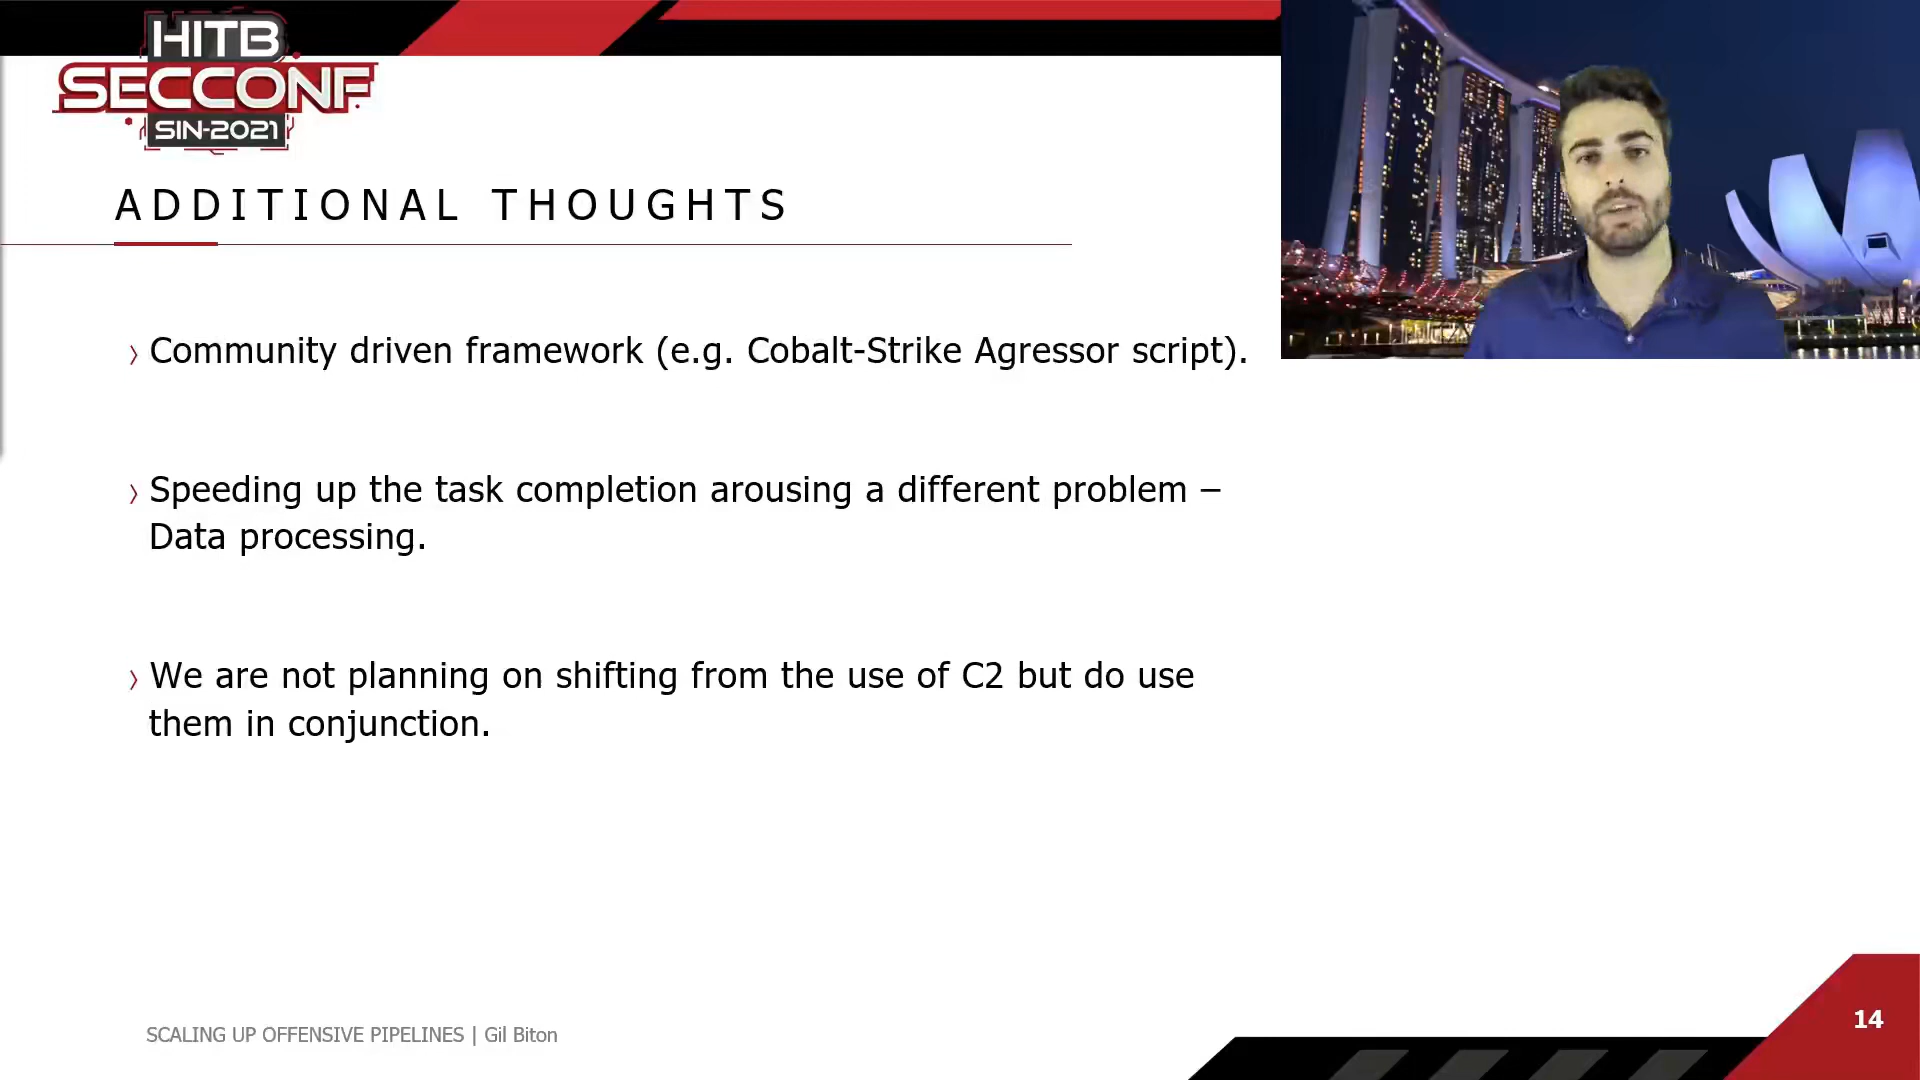 HITB
SECCONF
SIN-2021
ADDITIONAL THOUGHTS
Community driven framework (e.g. Cobalt-Strike Agressor script).
Speeding up the task completion arousing a different problem –
Data processing.
We are not planning on shifting from the use of C2 but do use
them in conjunction.
SCALING UP OFFENSIVE PIPELINES | Gil Biton
14